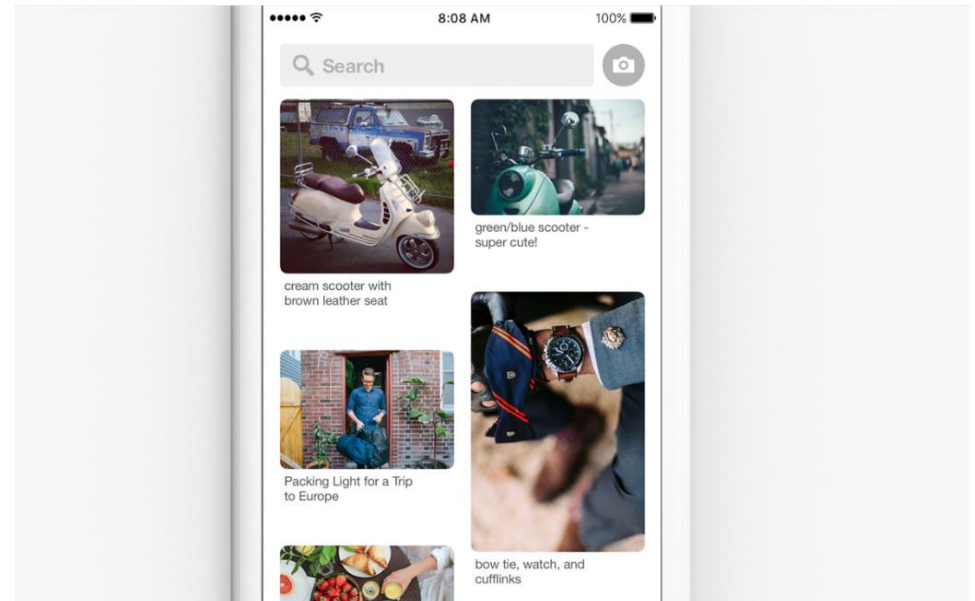 8:08 AM
100%
Search
cream scooter with
brown leather seat
green/blue scooter -
super cute!
Packing Light for a Trip
to Europe
bow tie, watch, and
cufflinks